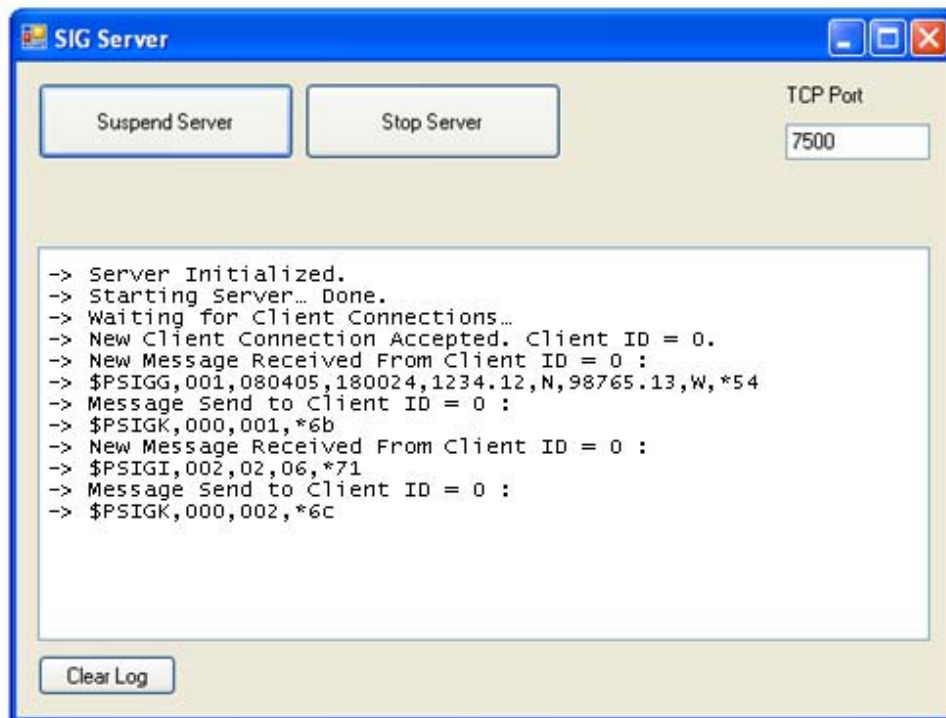 SIG Server
Suspend Server
Stop Server
TCP Port
7500
-> Server Initialized.
-> Starting Server… Done.
-> Waiting for Client Connections…
-> New Client Connection Accepted. Client ID = 0.
-> New Message Received From Client ID = 0 :
-> $PSIGG,001,080405,180024,1234.12,N,98765.13,W,*54
-> Message Send to Client ID = 0 :
-> $PSIGK,000,001,*6b
-> New Message Received From Client ID = 0 :
-> $PSIGI,002,02,06,*71
-> Message Send to Client ID = 0 :
-> $PSIGK,000,002,*6c
Clear Log